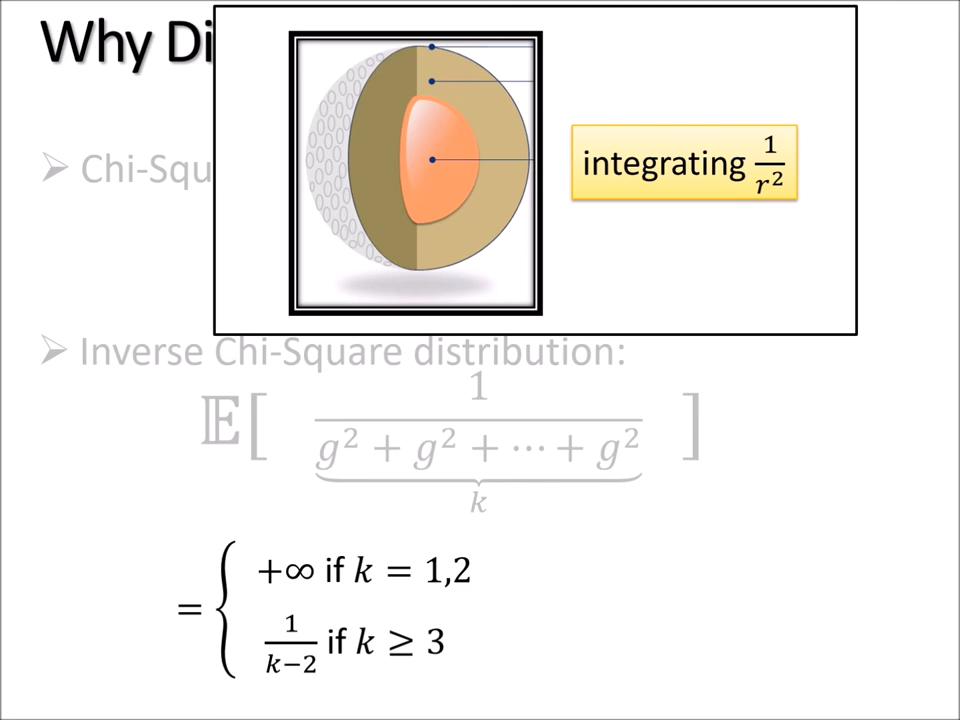 Why Di
integrating 1/r²
➢ Chi-Squ
➢ Inverse Chi-Square distribution:
𝔼[ 1/(g² + g² + ⋯ + g²) ]
k
= { +∞ if k = 1,2
1/(k−2) if k ≥ 3